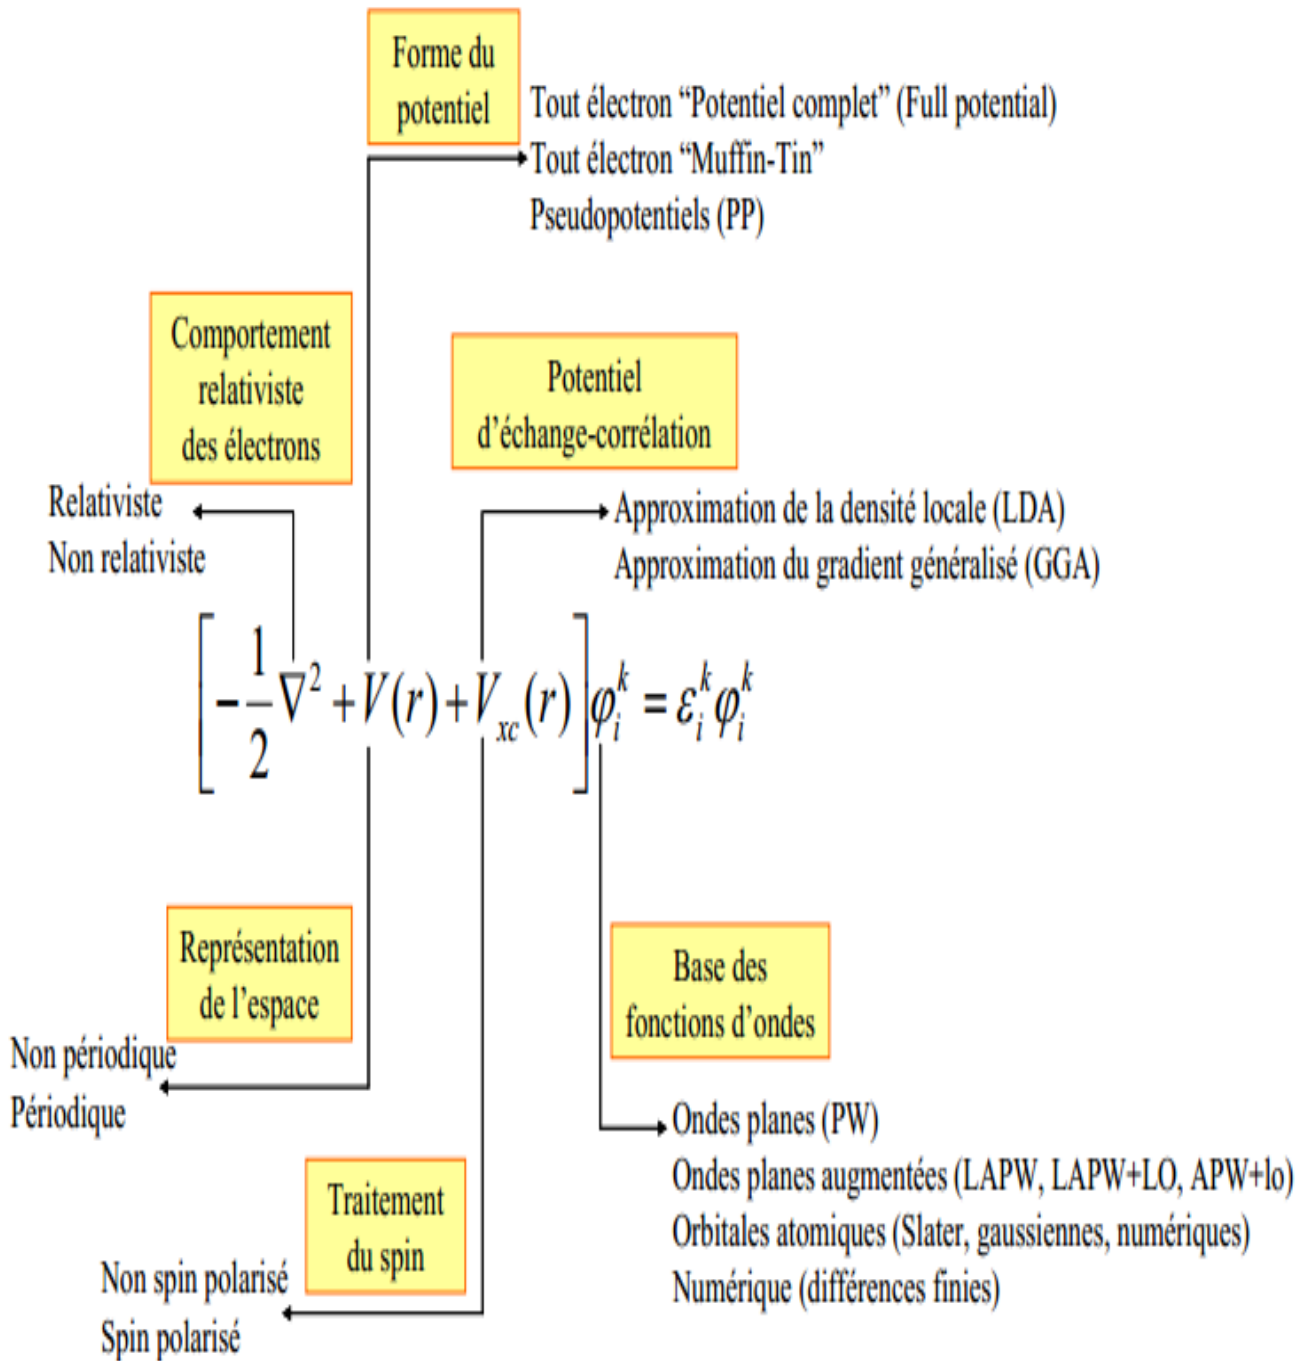 Forme du
potentiel
Tout électron “Potentiel complet” (Full potential)
Tout électron “Muffin-Tin”
Pseudopotentiels (PP)
Comportement
relativiste
des électrons
Potentiel
d’échange-corrélation
Relativiste
Non relativiste
Approximation de la densité locale (LDA)
Approximation du gradient généralisé (GGA)
[-1/2 ∇² + V(r) + V_xc(r)] φ_i^k = ε_i^k φ_i^k
Représentation
de l’espace
Base des
fonctions d’ondes
Non périodique
Périodique
Ondes planes (PW)
Ondes planes augmentées (LAPW, LAPW+LO, APW+lo)
Orbitales atomiques (Slater, gaussiennes, numériques)
Numérique (différences finies)
Traitement
du spin
Non spin polarisé
Spin polarisé